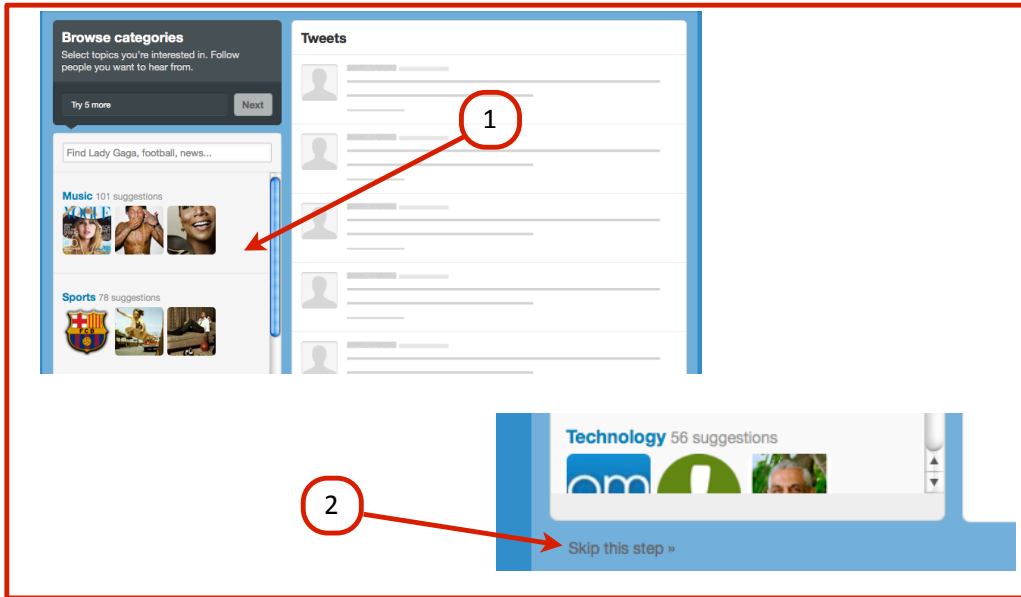 Browse categories
Select topics you're interested in. Follow
people you want to hear from.
Try 5 more
Next
Find Lady Gaga, football, news...
Music 101 suggestions
VOGUE
Sports 78 suggestions
FCB
Tweets
1
Technology 56 suggestions
om
2
Skip this step »